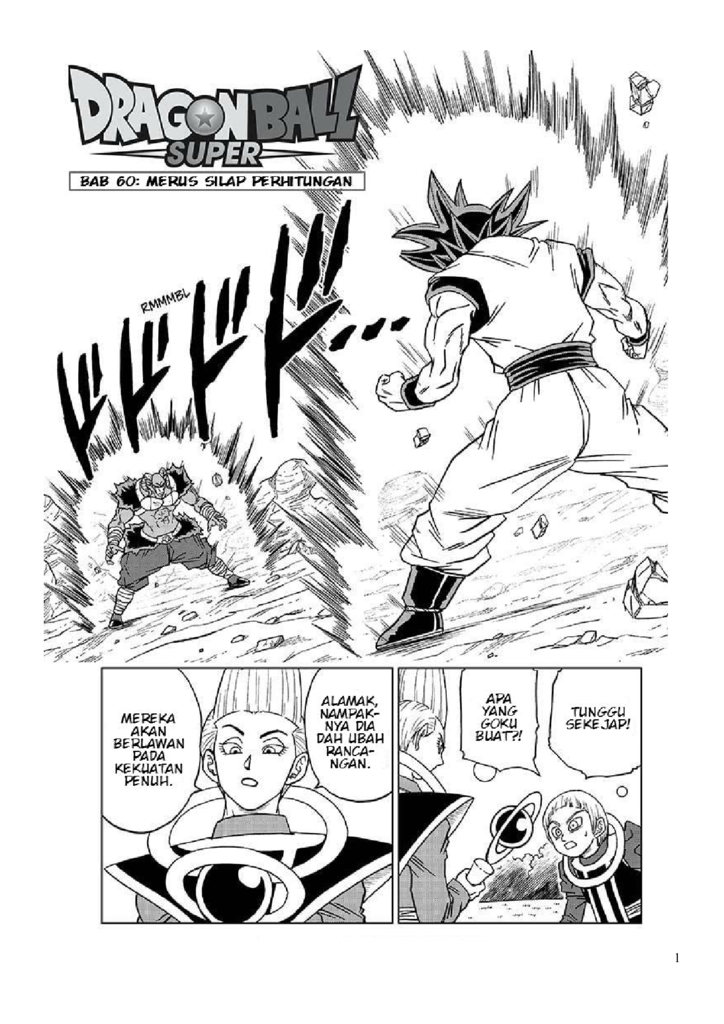 DRAGON BALL
SUPER
BAB 60: MERUS SILAP PERHITUNGAN
RMMMBL
ドドドド...
TUNGGU
SEKEJAP!
APA
YANG
GOKU
BUAT?!
ALAMAK,
NAMPAK-
NYA DIA
DAH UBAH
RANCA-
NGAN.
MEREKA
AKAN
BERLAWAN
PADA
KEKUATAN
PENUH.
1